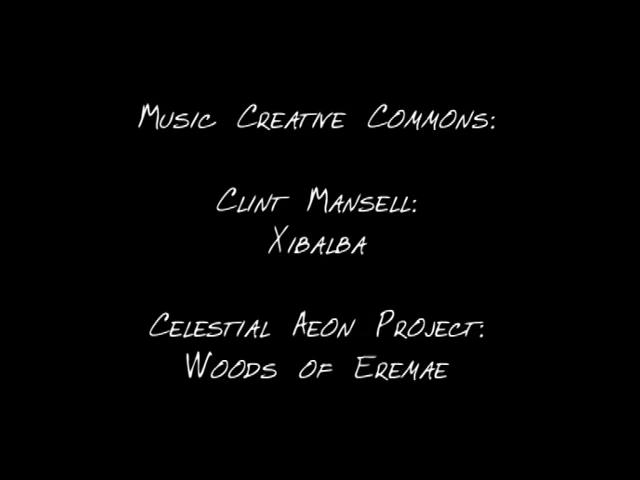 Music Creative Commons:
Clint Mansell:
Xibalba
Celestial Aeon Project:
Woods of Eremae